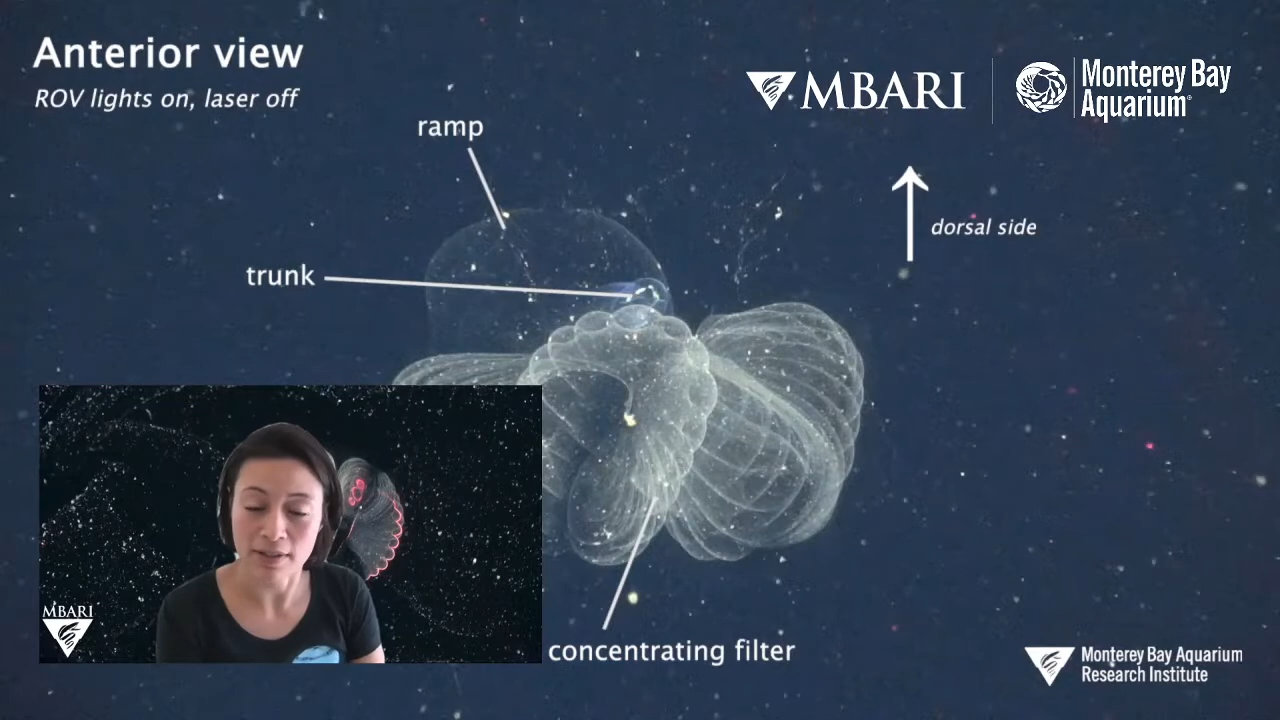 Anterior view
ROV lights on, laser off
MBARI
Monterey Bay
Aquarium®
ramp
dorsal side
trunk
MBARI
concentrating filter
Monterey Bay Aquarium
Research Institute